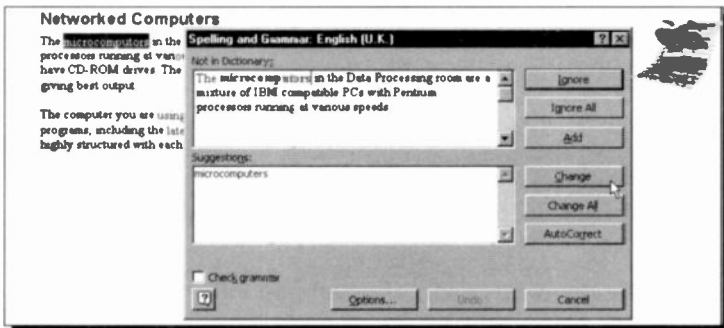 Networked Computers
The microcomputors in the
processors running at vario
have CD-ROM drives. The
giving best output
The computer you are using
programs, including the late
highly structured with each
Spelling and Grammar: English (U.K.)
Not in Dictionary:
The microcomputors in the Data Processing room are a
mixture of IBM compatible PCs with Pentium
processors running at various speeds
Suggestions:
microcomputers
Check grammar
Ignore
Ignore All
Add
Change
Change All
AutoCorrect
Options...
Undo
Cancel